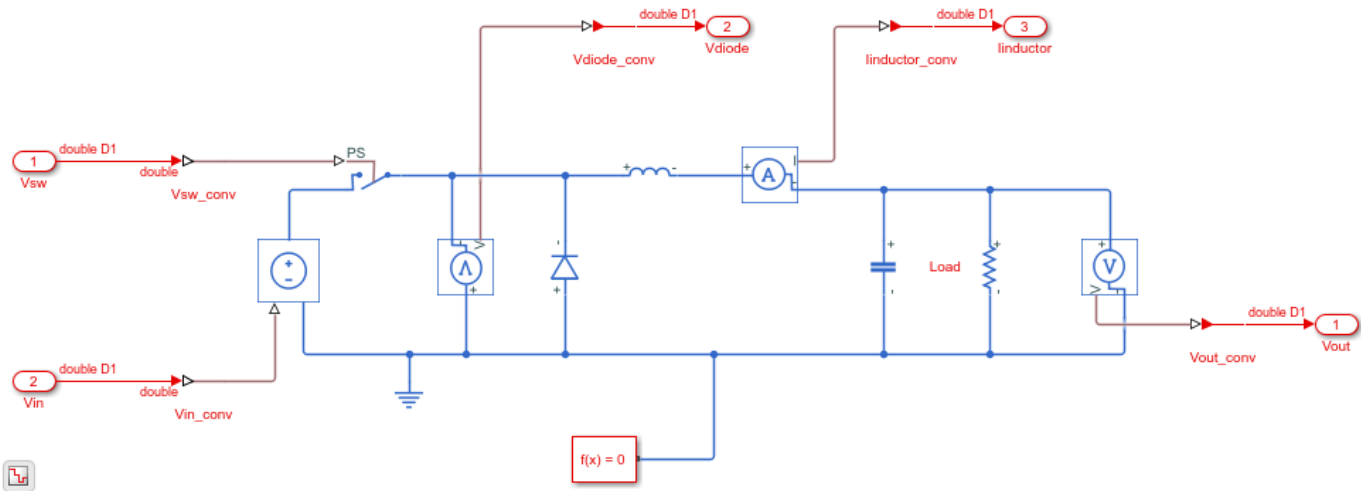 double D1
2
Vdiode
Vdiode_conv
double D1
3
Iinductor
Iinductor_conv
double D1
1
Vsw
double
Vsw_conv
PS
+
-
+
A
I
+
-
V
+
V
-
+
+
-
Load
+
-
+
V
V
-
double D1
1
Vout
Vout_conv
double D1
2
Vin
double
Vin_conv
f(x) = 0